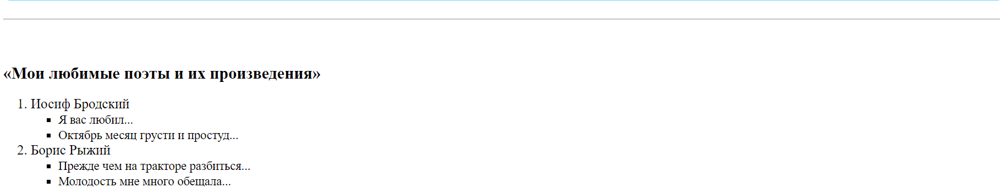 «Мои любимые поэты и их произведения»
1. Иосиф Бродский
▪ Я вас любил...
▪ Октябрь месяц грусти и простуд...
2. Борис Рыжий
▪ Прежде чем на тракторе разбиться...
▪ Молодость мне много обещала...